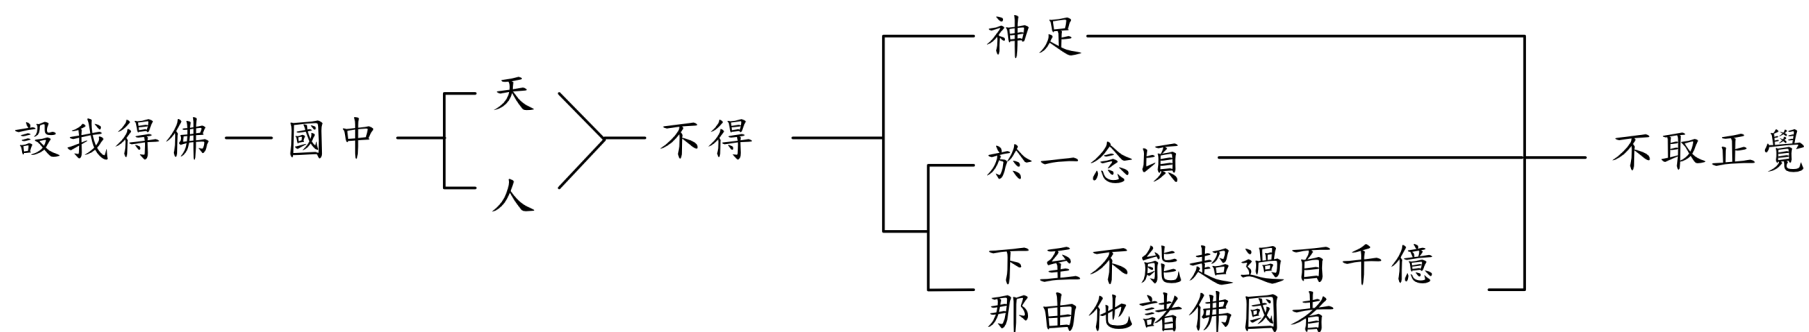 設我得佛
國中
天
人
不得
神足
於一念頃
下至不能超過百千億
那由他諸佛國者
不取正覺